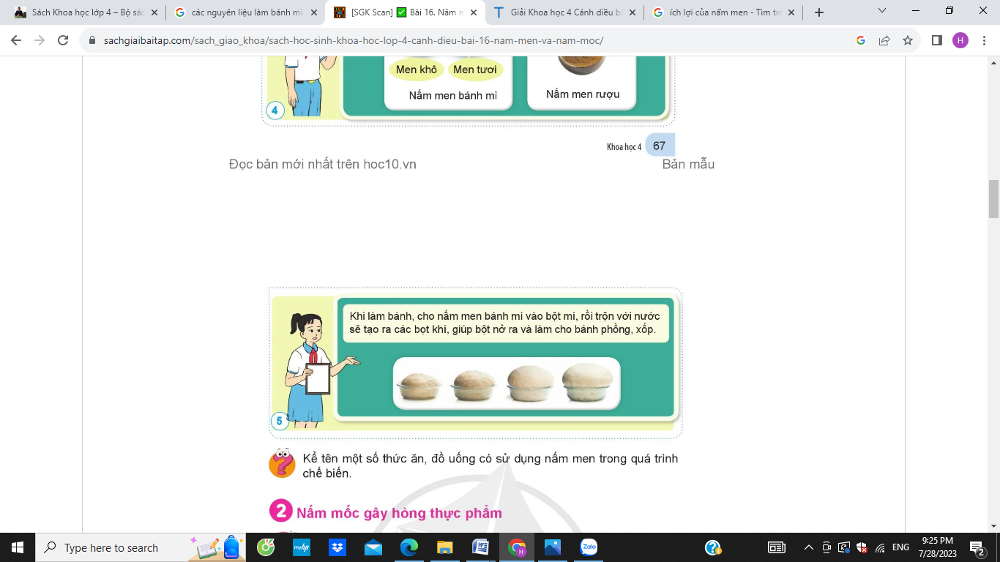 Sách Khoa học lớp 4 – Bộ sác
các nguyên liệu làm bánh mì
[SGK Scan] ✅ Bài 16. Nấm m
Giải Khoa học 4 Cánh diều bà
ích lợi của nấm men - Tìm trê
sachgiaibaitap.com/sach_giao_khoa/sach-hoc-sinh-khoa-hoc-lop-4-canh-dieu-bai-16-nam-men-va-nam-moc/
H
Men khô
Men tươi
Nấm men bánh mì
Nấm men rượu
4
Khoa học 4
67
Đọc bản mới nhất trên hoc10.vn
Bản mẫu
Khi làm bánh, cho nấm men bánh mì vào bột mì, rồi trộn với nước
sẽ tạo ra các bọt khí, giúp bột nở ra và làm cho bánh phồng, xốp.
5
Kể tên một số thức ăn, đồ uống có sử dụng nấm men trong quá trình
chế biến.
2 Nấm mốc gây hỏng thực phẩm
Type here to search
myhp
Zalo
ENG
9:25 PM
7/28/2023
2